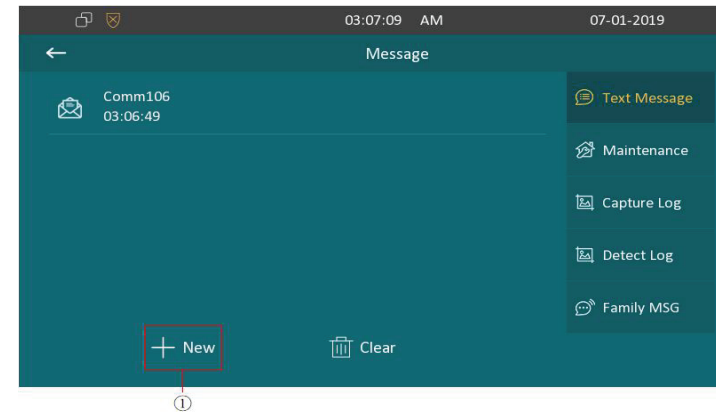 03:07:09 AM 07-01-2019
Message
Comm106
03:06:49
Text Message
Maintenance
Capture Log
Detect Log
Family MSG
New
Clear
①